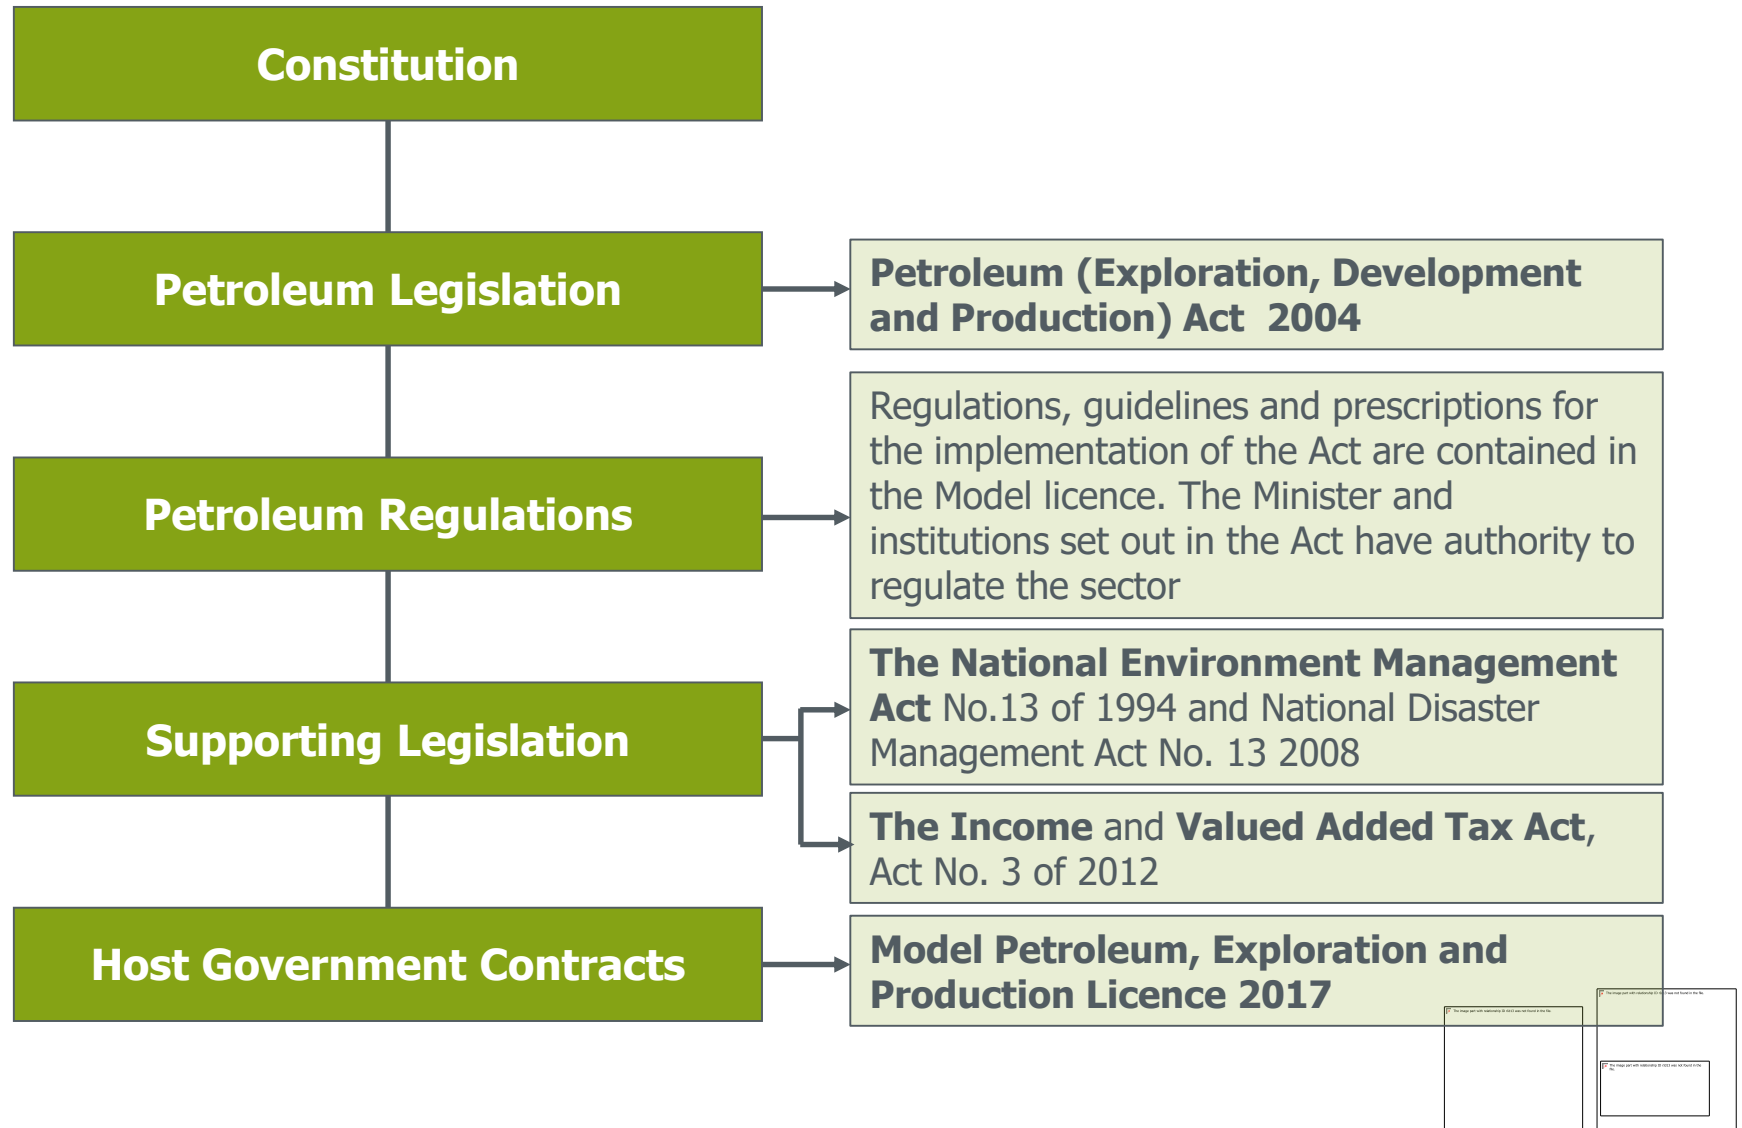 Constitution
Petroleum Legislation
Petroleum (Exploration, Development
and Production) Act  2004
Petroleum Regulations
Regulations, guidelines and prescriptions for
the implementation of the Act are contained in
the Model licence. The Minister and
institutions set out in the Act have authority to
regulate the sector
Supporting Legislation
The National Environment Management
Act No.13 of 1994 and National Disaster
Management Act No. 13 2008
The Income and Valued Added Tax Act,
Act No. 3 of 2012
Host Government Contracts
Model Petroleum, Exploration and
Production Licence 2017